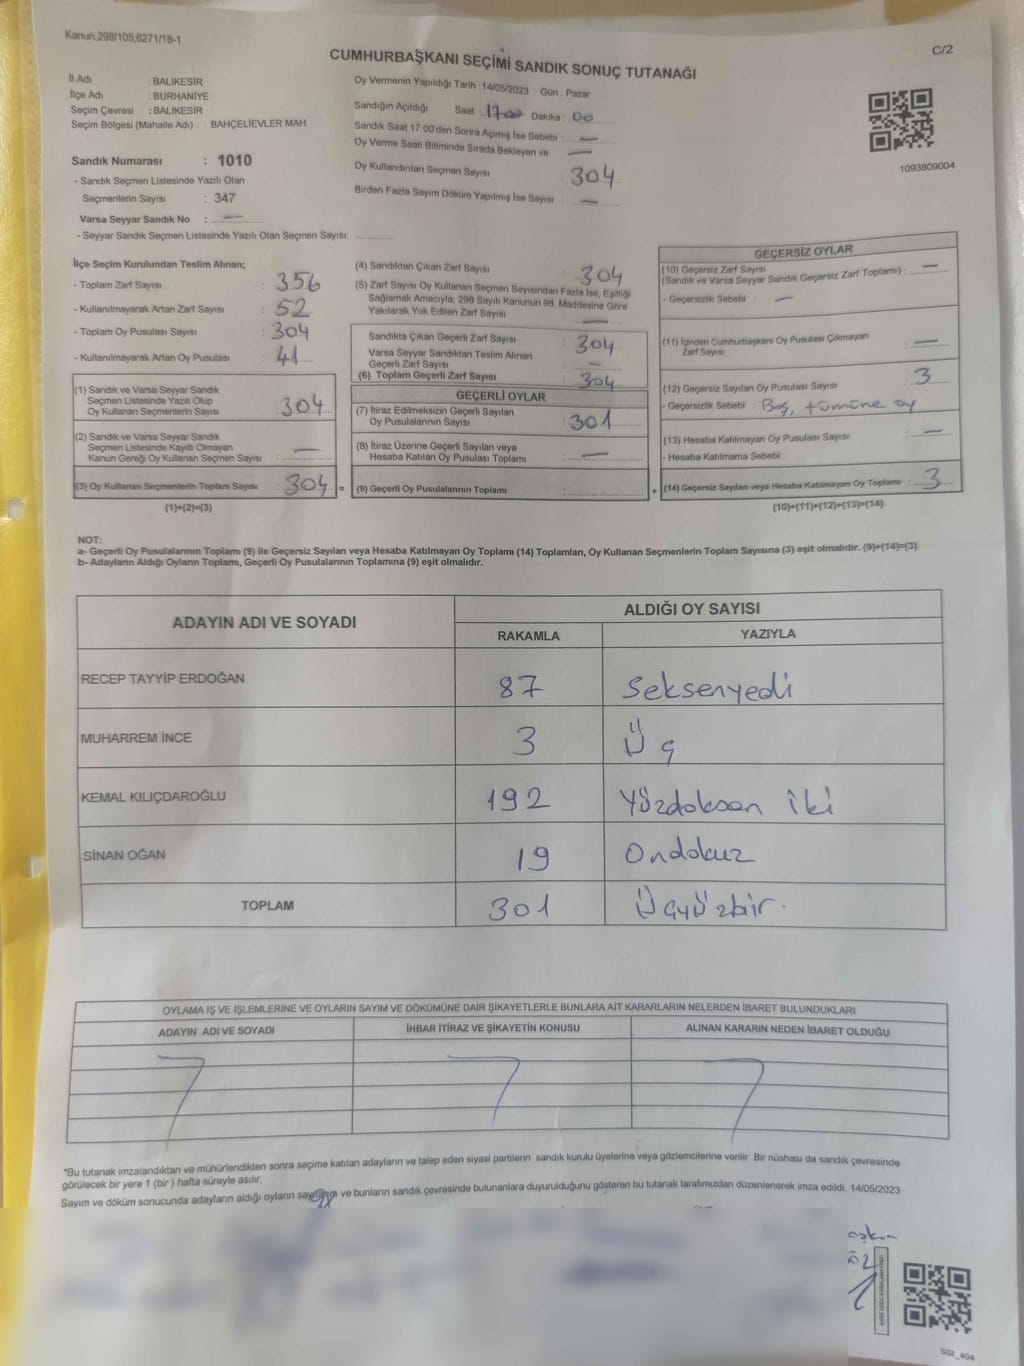 Kanun;298/105,6271/18-1
C/2
CUMHURBAŞKANI SEÇİMİ SANDIK SONUÇ TUTANAĞI
İl Adı : BALIKESİR
İlçe Adı : BURHANİYE
Seçim Çevresi : BALIKESİR
Seçim Bölgesi (Mahalle Adı) : BAHÇELİEVLER MAH.
Sandık Numarası : 1010
- Sandık Seçmen Listesinde Yazılı Olan
Seçmenlerin Sayısı : 347
Varsa Seyyar Sandık No : —
- Seyyar Sandık Seçmen Listesinde Yazılı Olan Seçmen Sayısı: ..............
Oy Vermenin Yapıldığı Tarih : 14/05/2023 Gün : Pazar
Sandığın Açıldığı Saat : 17:00 Dakika : 00
Sandık Saat 17.00'den Sonra Açımış İse Sebebi : —
Oy Verme Saati Bitiminde Sırada Bekleyen ve —
Oy Kullandırılan Seçmen Sayısı : 304
Birden Fazla Sayım Döküm Yapılmış İse Sayısı : —
1093809004
İlçe Seçim Kurulundan Teslim Alınan;
- Toplam Zarf Sayısı : 356
- Kullanılmayarak Artan Zarf Sayısı : 52
- Toplam Oy Pusulası Sayısı : 304
- Kullanılmayarak Artan Oy Pusulası : 41
(1) Sandık ve Varsa Seyyar Sandık
Seçmen Listesinde Yazılı Olup
Oy Kullanan Seçmenlerin Sayısı : 304
(2) Sandık ve Varsa Seyyar Sandık
Seçmen Listesinde Kayıtlı Olmayan
Kanun Gereği Oy Kullanan Seçmen Sayısı : —
(3) Oy Kullanan Seçmenlerin Toplam Sayısı : 304 =
(1)+(2)=(3)
(4) Sandıktan Çıkan Zarf Sayısı : 304
(5) Zarf Sayısı Oy Kullanan Seçmen Sayısından Fazla İse, Eşitliği
Sağlamak Amacıyla, 298 Sayılı Kanunun 98. Maddesine Göre
Yakılarak Yok Edilen Zarf Sayısı : —
Sandıkta Çıkan Geçerli Zarf Sayısı : 304
Varsa Seyyar Sandıktan Teslim Alınan
Geçerli Zarf Sayısı : —
(6) Toplam Geçerli Zarf Sayısı : 304
GEÇERLİ OYLAR
(7) İtiraz Edilmeksizin Geçerli Sayılan
Oy Pusulalarının Sayısı : 301
(8) İtiraz Üzerine Geçerli Sayılan veya
Hesaba Katılan Oy Pusulası Toplamı : —
(9) Geçerli Oy Pusulalarının Toplamı : .............. +
GEÇERSİZ OYLAR
(10) Geçersiz Zarf Sayısı
(Sandık ve Varsa Seyyar Sandık Geçersiz Zarf Toplamı) : —
- Geçersizlik Sebebi : —
(11) İçinden Cumhurbaşkanı Oy Pusulası Çıkmayan
Zarf Sayısı : —
(12) Geçersiz Sayılan Oy Pusulası Sayısı : 3
- Geçersizlik Sebebi : Boş, tümüne oy
(13) Hesaba Katılmayan Oy Pusulası Sayısı : —
- Hesaba Katılmama Sebebi :
(14) Geçersiz Sayılan veya Hesaba Katılmayan Oy Toplamı : 3
(10)+(11)+(12)+(13)=(14)
NOT:
a- Geçerli Oy Pusulalarının Toplamı (9) ile Geçersiz Sayılan veya Hesaba Katılmayan Oy Toplamı (14) Toplamları, Oy Kullanan Seçmenlerin Toplam Sayısına (3) eşit olmalıdır. (9)+(14)=(3)
b- Adayların Aldığı Oyların Toplamı, Geçerli Oy Pusulalarının Toplamına (9) eşit olmalıdır.
ADAYIN ADI VE SOYADI ALDIĞI OY SAYISI
RAKAMLA YAZIYLA
RECEP TAYYİP ERDOĞAN 87 Seksenyedi
MUHARREM İNCE 3 Üç
KEMAL KILIÇDAROĞLU 192 Yüzdoksan iki
SİNAN OĞAN 19 Ondokuz
TOPLAM 301 Üçyüzbir.
OYLAMA İŞ VE İŞLEMLERİNE VE OYLARIN SAYIM VE DÖKÜMÜNE DAİR ŞİKAYETLERLE BUNLARA AİT KARARLARIN NELERDEN İBARET BULUNDUKLARI
ADAYIN ADI VE SOYADI İHBAR İTİRAZ VE ŞİKAYETİN KONUSU ALINAN KARARIN NEDEN İBARET OLDUĞU
*Bu tutanak imzalandıktan ve mühürlendikten sonra seçime katılan adayların ve talep eden siyasi partilerin sandık kurulu üyelerine veya gözlemcilerine verilir. Bir nüshası da sandık çevresinde
görülecek bir yere 1 (bir) hafta süreyle asılır.
Sayım ve döküm sonucunda adayların aldığı oyların sayılarını ve bunların sandık çevresinde bulunanlara duyurulduğunu gösteren bu tutanak tarafımızdan düzenlenerek imza edildi. 14/05/2023